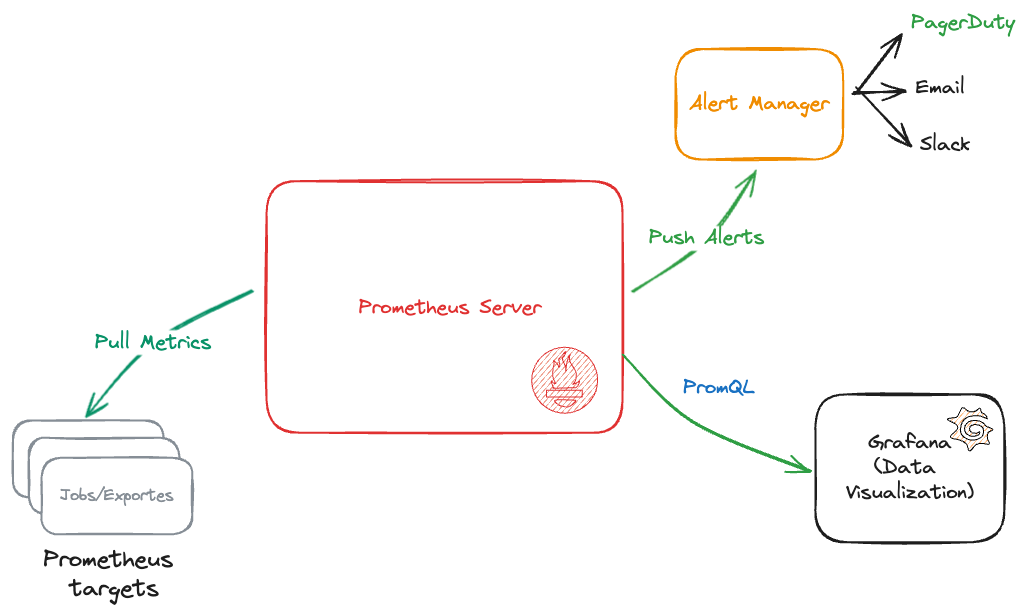 PagerDuty
Email
Slack
Alert Manager
Push Alerts
Prometheus Server
Pull Metrics
PromQL
Grafana
(Data
Visualization)
Jobs/Exportes
Prometheus
targets